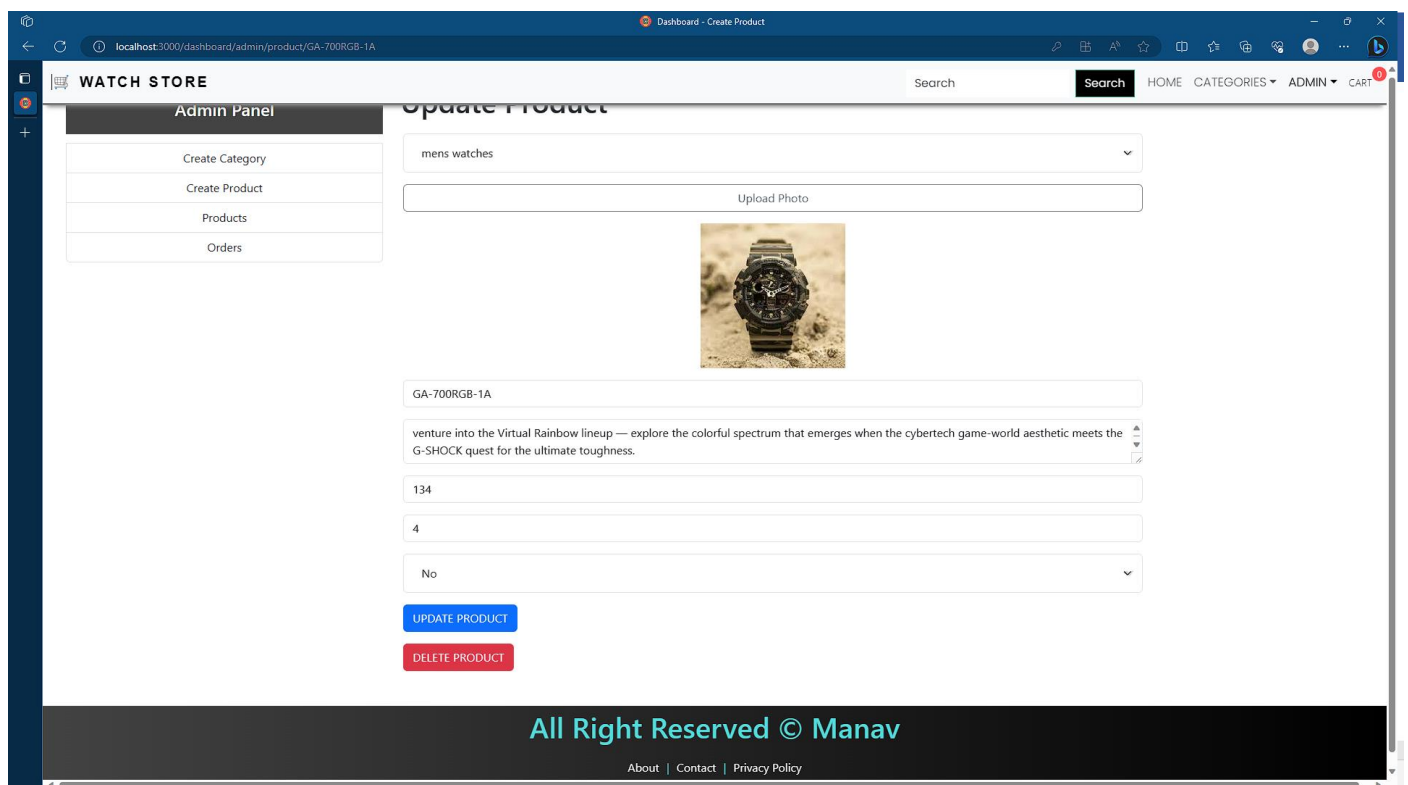 Dashboard - Create Product
localhost:3000/dashboard/admin/product/GA-700RGB-1A
WATCH STORE
Search
Search
HOME
CATEGORIES
ADMIN
CART
0
Admin Panel
Create Category
Create Product
Products
Orders
Update Product
mens watches
Upload Photo
GA-700RGB-1A
venture into the Virtual Rainbow lineup — explore the colorful spectrum that emerges when the cybertech game-world aesthetic meets the
G-SHOCK quest for the ultimate toughness.
134
4
No
UPDATE PRODUCT
DELETE PRODUCT
All Right Reserved © Manav
About | Contact | Privacy Policy